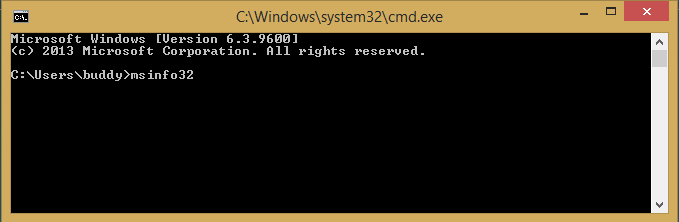 C:\Windows\system32\cmd.exe
Microsoft Windows [Version 6.3.9600]
(c) 2013 Microsoft Corporation. All rights reserved.
C:\Users\buddy>msinfo32